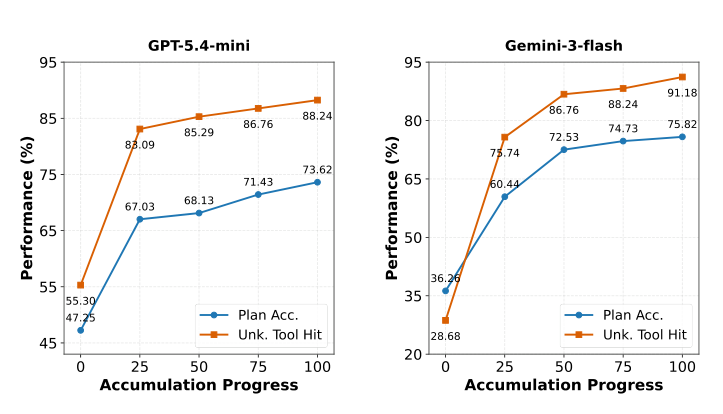 GPT-5.4-mini
Performance (%)
95
85
75
65
55
45
83.09
85.29
86.76
88.24
73.62
67.03
68.13
71.43
55.30
47.25
Plan Acc.
Unk. Tool Hit
0 25 50 75 100
Accumulation Progress
Gemini-3-flash
Performance (%)
95
80
65
50
35
20
91.18
86.76
88.24
75.74
72.53
74.73
75.82
60.44
36.26
28.68
Plan Acc.
Unk. Tool Hit
0 25 50 75 100
Accumulation Progress